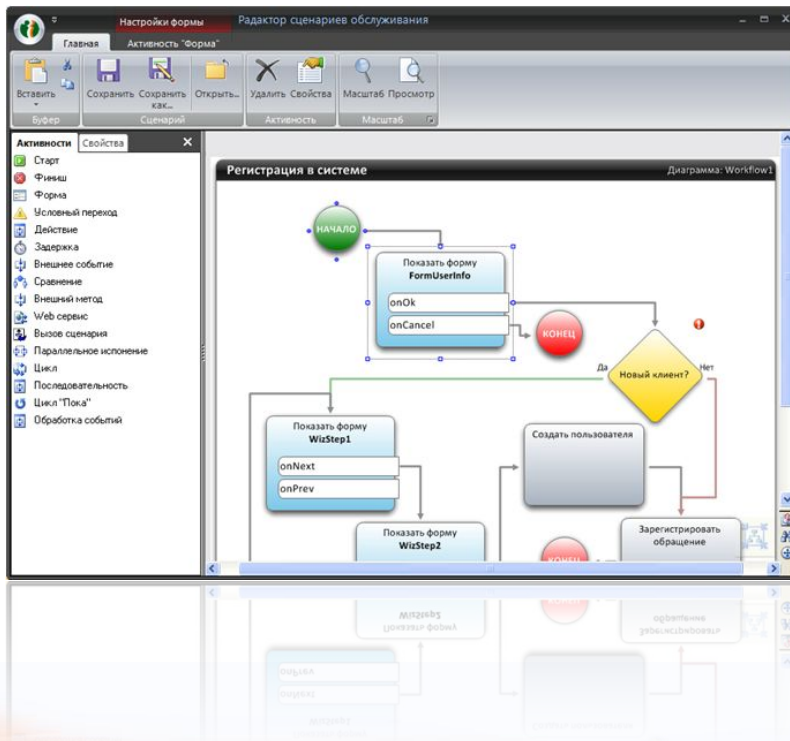 Настройки формы
Радактор сценариев обслуживания
Главная
Активность "Форма"
Вставить
Сохранить
Сохранить как...
Открыть...
Удалить
Свойства
Масштаб
Просмотр
Буфер
Сценарий
Активность
Масштаб
Активности
Свойства
Старт
Финиш
Форма
Условный переход
Действие
Задержка
Внешнее событие
Сравнение
Внешний метод
Web сервис
Вызов сценария
Параллельное испонение
Цикл
Последовательность
Цикл "Пока"
Обработка событий
Регистрация в системе
Диаграмма: Workflow1
НАЧАЛО
Показать форму
FormUserInfo
onOk
onCancel
КОНЕЦ
Да
Новый клиент?
Нет
Показать форму
WizStep1
onNext
onPrev
Создать пользователя
Показать форму
WizStep2
КОНЕЦ
Зарегистрировать
обращение